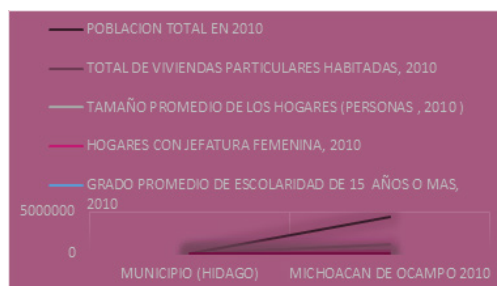 POBLACION TOTAL EN 2010
TOTAL DE VIVIENDAS PARTICULARES HABITADAS, 2010
TAMAÑO PROMEDIO DE LOS HOGARES (PERSONAS , 2010 )
HOGARES CON JEFATURA FEMENINA, 2010
GRADO PROMEDIO DE ESCOLARIDAD DE 15 AÑOS O MAS,
2010
5000000
0
MUNICIPIO (HIDAGO)
MICHOACAN DE OCAMPO 2010